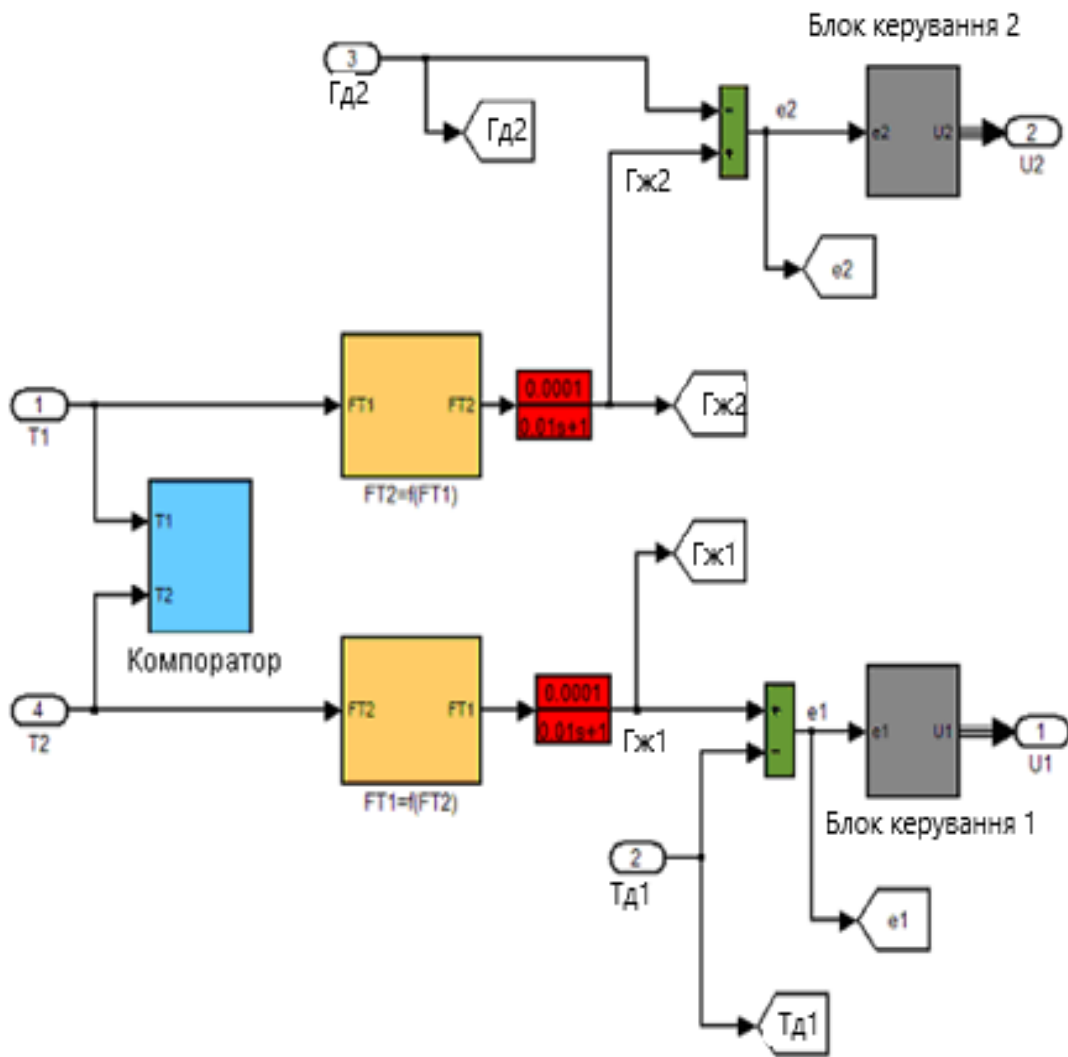 Блок керування 2
3
Гд2
Гд2
-
+
e2
e2
U2
2
U2
Гж2
e2
1
T1
FT1
FT2
0.0001
0.01s+1
Гж2
FT2=f(FT1)
T1
T2
Компоратор
Гж1
4
T2
FT2
FT1
0.0001
0.01s+1
Гж1
FT1=f(FT2)
+
-
e1
e1
U1
1
U1
Блок керування 1
2
Тд1
e1
Тд1